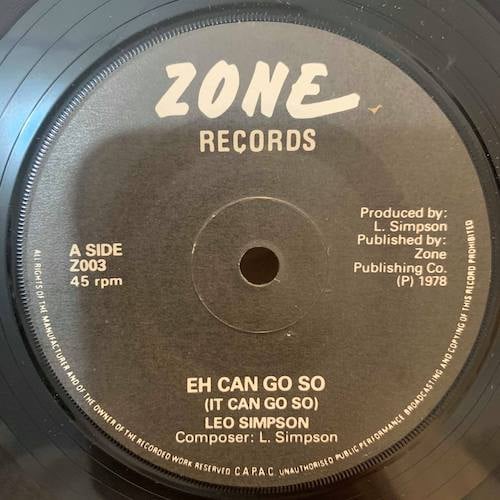 ZONE
RECORDS
A SIDE
Z003
45 rpm
Produced by:
L. Simpson
Published by:
Zone
Publishing Co.
(P) 1978
EH CAN GO SO
(IT CAN GO SO)
LEO SIMPSON
Composer: L. Simpson
ALL RIGHTS OF THE MANUFACTURER AND OF THE OWNER OF THE RECORDED WORK RESERVED C.A.P.A.C. UNAUTHORISED PUBLIC PERFORMANCE BROADCASTING AND COPYING OF THIS RECORD PROHIBITED